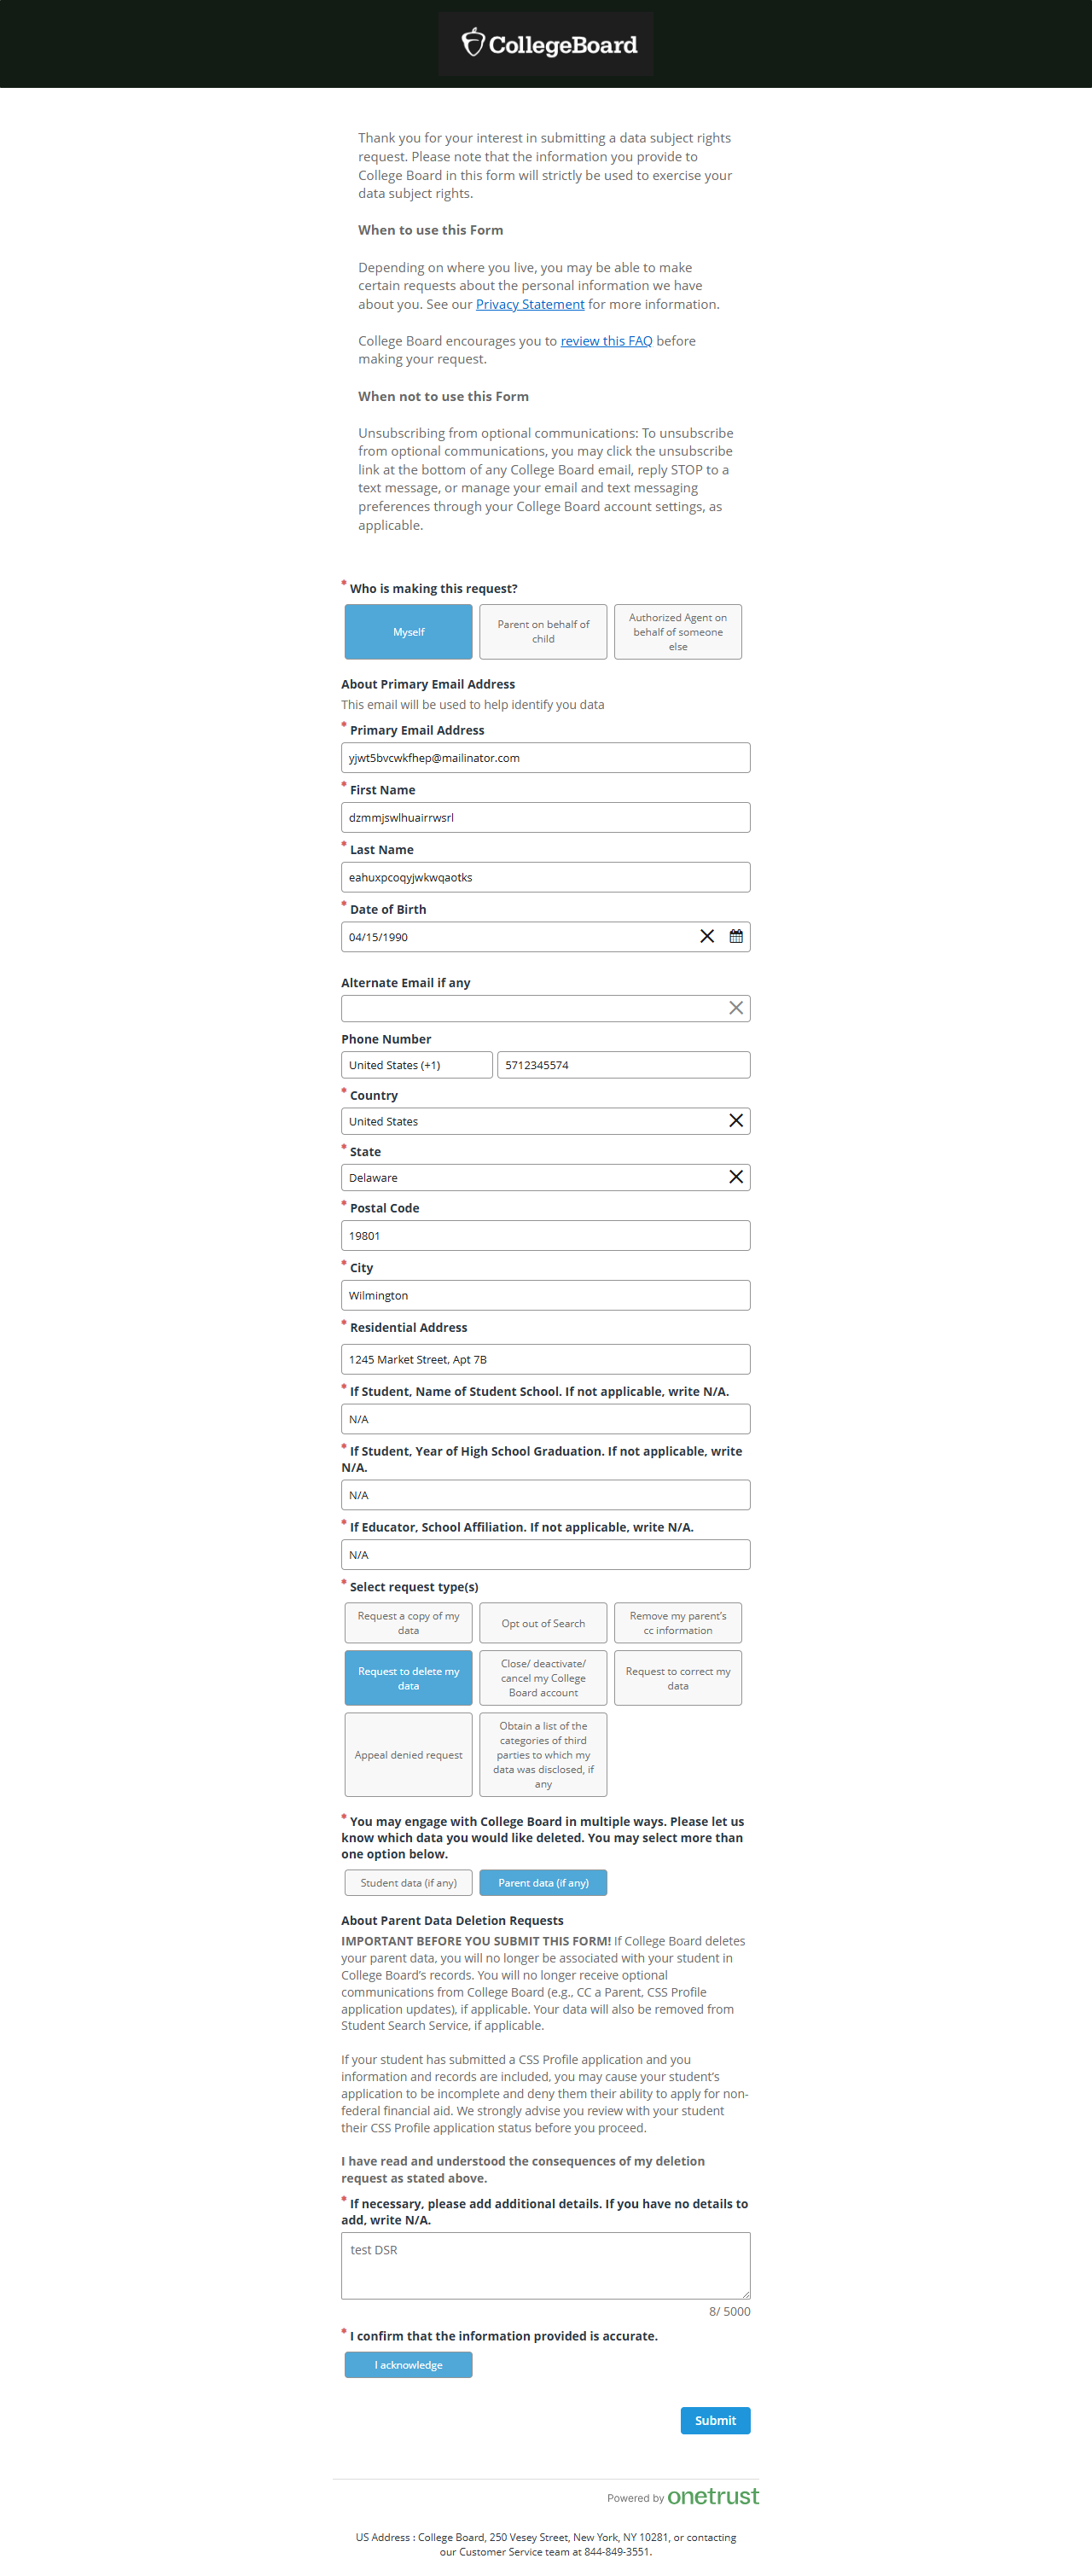 CollegeBoard
Thank you for your interest in submitting a data subject rights
request. Please note that the information you provide to
College Board in this form will strictly be used to exercise your
data subject rights.
When to use this Form
Depending on where you live, you may be able to make
certain requests about the personal information we have
about you. See our Privacy Statement for more information.
College Board encourages you to review this FAQ before
making your request.
When not to use this Form
Unsubscribing from optional communications: To unsubscribe
from optional communications, you may click the unsubscribe
link at the bottom of any College Board email, reply STOP to a
text message, or manage your email and text messaging
preferences through your College Board account settings, as
applicable.
* Who is making this request?
Myself
Parent on behalf of
child
Authorized Agent on
behalf of someone
else
About Primary Email Address
This email will be used to help identify you data
* Primary Email Address
yjwt5bvcwkfhep@mailinator.com
* First Name
dzmmjswlhuairrwsrl
* Last Name
eahuxpcoqyjwkwqaotks
* Date of Birth
04/15/1990
Alternate Email if any
Phone Number
United States (+1)
5712345574
* Country
United States
* State
Delaware
* Postal Code
19801
* City
Wilmington
* Residential Address
1245 Market Street, Apt 7B
* If Student, Name of Student School. If not applicable, write N/A.
N/A
* If Student, Year of High School Graduation. If not applicable, write
N/A.
N/A
* If Educator, School Affiliation. If not applicable, write N/A.
N/A
* Select request type(s)
Request a copy of my
data
Opt out of Search
Remove my parent's
cc information
Request to delete my
data
Close/ deactivate/
cancel my College
Board account
Request to correct my
data
Appeal denied request
Obtain a list of the
categories of third
parties to which my
data was disclosed, if
any
* You may engage with College Board in multiple ways. Please let us
know which data you would like deleted. You may select more than
one option below.
Student data (if any)
Parent data (if any)
About Parent Data Deletion Requests
IMPORTANT BEFORE YOU SUBMIT THIS FORM! If College Board deletes
your parent data, you will no longer be associated with your student in
College Board's records. You will no longer receive optional
communications from College Board (e.g., CC a Parent, CSS Profile
application updates), if applicable. Your data will also be removed from
Student Search Service, if applicable.
If your student has submitted a CSS Profile application and you
information and records are included, you may cause your student's
application to be incomplete and deny them their ability to apply for non-
federal financial aid. We strongly advise you review with your student
their CSS Profile application status before you proceed.
I have read and understood the consequences of my deletion
request as stated above.
* If necessary, please add additional details. If you have no details to
add, write N/A.
test DSR
8/ 5000
* I confirm that the information provided is accurate.
I acknowledge
Submit
Powered by onetrust
US Address : College Board, 250 Vesey Street, New York, NY 10281, or contacting
our Customer Service team at 844-849-3551.